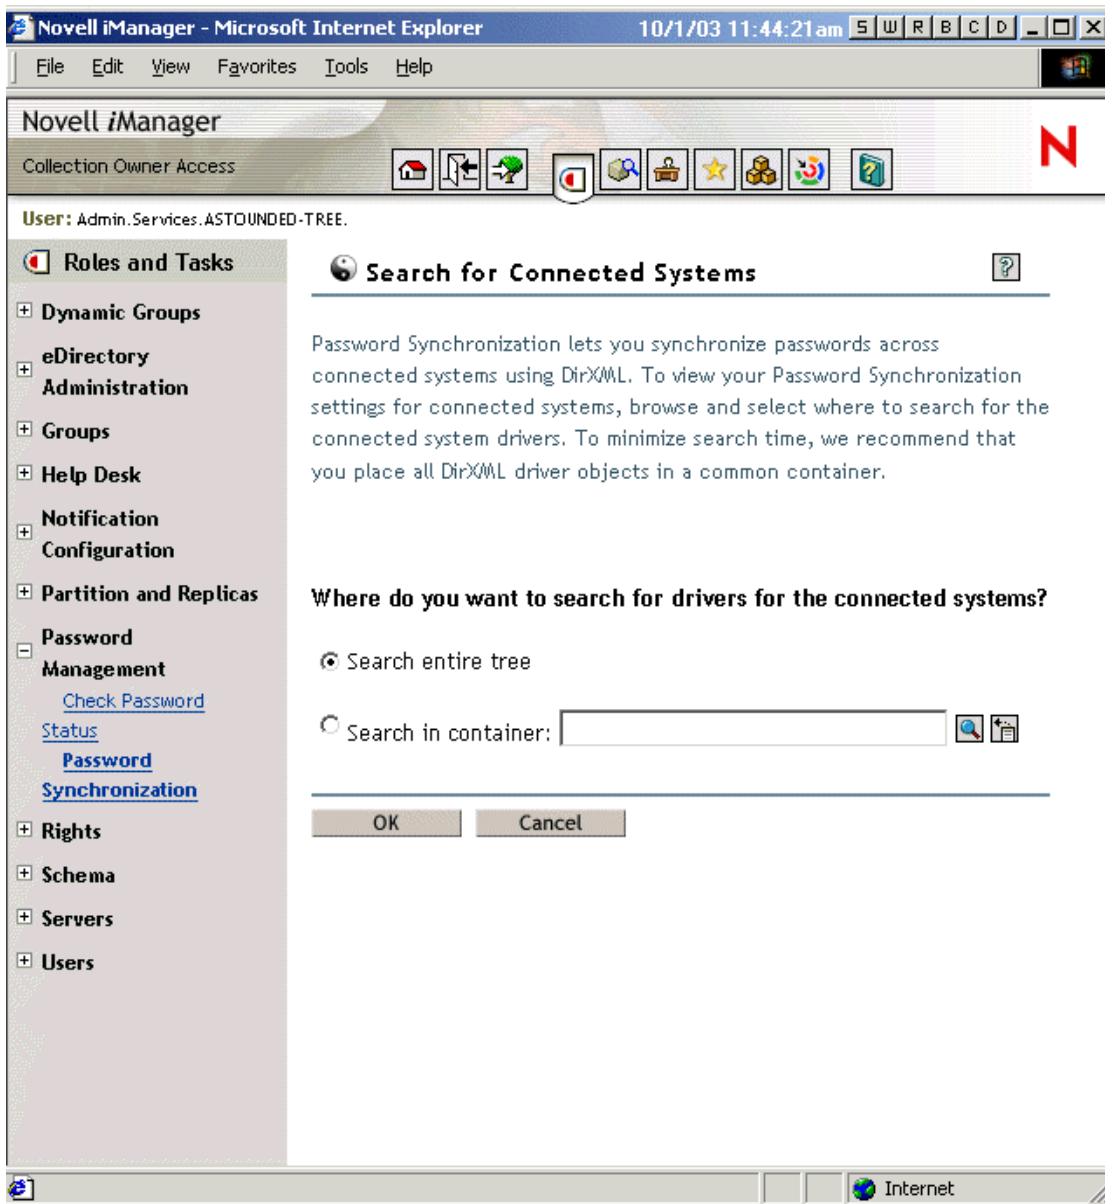 Novell iManager - Microsoft Internet Explorer 10/1/03 11:44:21am S W R B C D
File Edit View Favorites Tools Help
Novell iManager
N
Collection Owner Access
User: Admin.Services.ASTOUNDED-TREE.
Roles and Tasks
Dynamic Groups
eDirectory
Administration
Groups
Help Desk
Notification
Configuration
Partition and Replicas
Password
Management
Check Password
Status
Password
Synchronization
Rights
Schema
Servers
Users
Search for Connected Systems ?
Password Synchronization lets you synchronize passwords across
connected systems using DirXML. To view your Password Synchronization
settings for connected systems, browse and select where to search for the
connected system drivers. To minimize search time, we recommend that
you place all DirXML driver objects in a common container.
Where do you want to search for drivers for the connected systems?
Search entire tree
Search in container:
OK Cancel
Internet